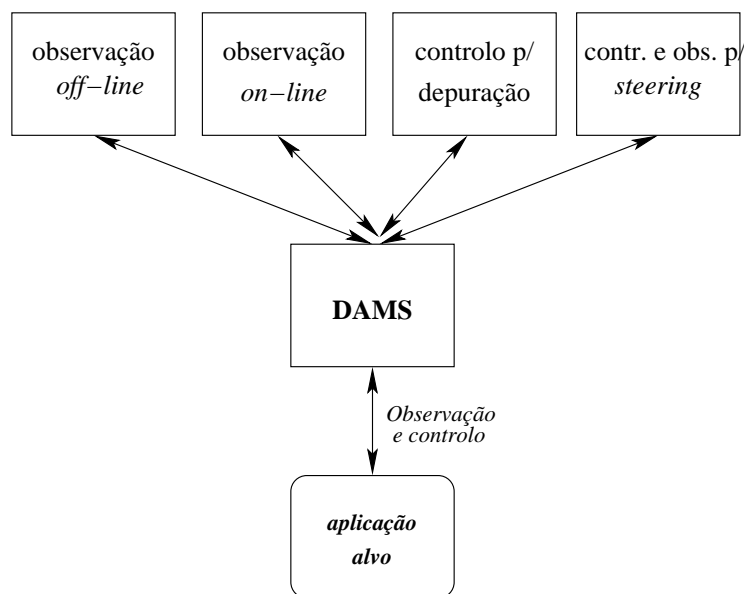 observação
off−line
observação
on−line
controlo p/
depuração
contr. e obs. p/
steering
DAMS
Observação
e controlo
aplicação
alvo